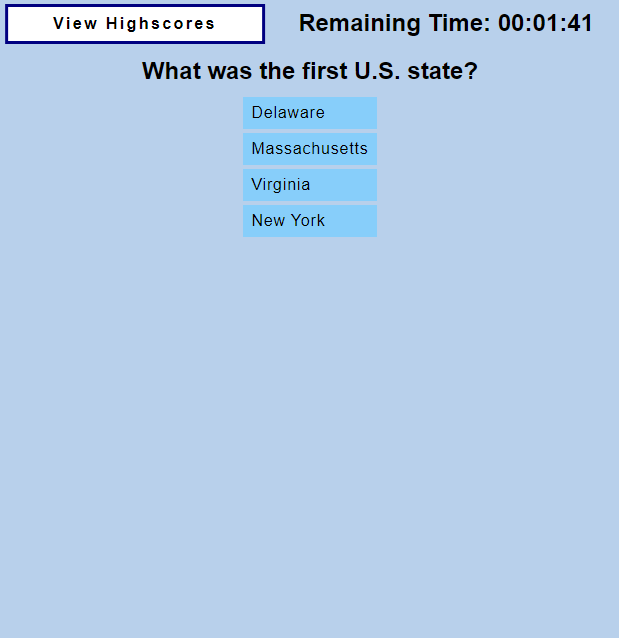 View Highscores
Remaining Time: 00:01:41
What was the first U.S. state?
Delaware
Massachusetts
Virginia
New York